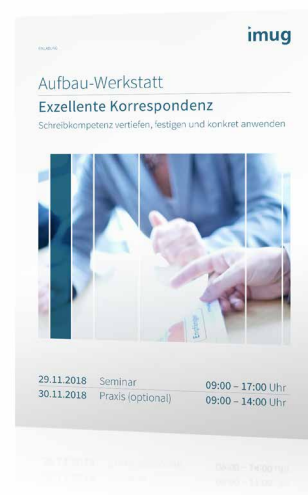 imug
Aufbau-Werkstatt
Exzellente Korrespondenz
Schreibkompetenz vertiefen, festigen und konkret anwenden
29.11.2018 Seminar 09:00 – 17:00 Uhr
30.11.2018 Praxis (optional) 09:00 – 14:00 Uhr